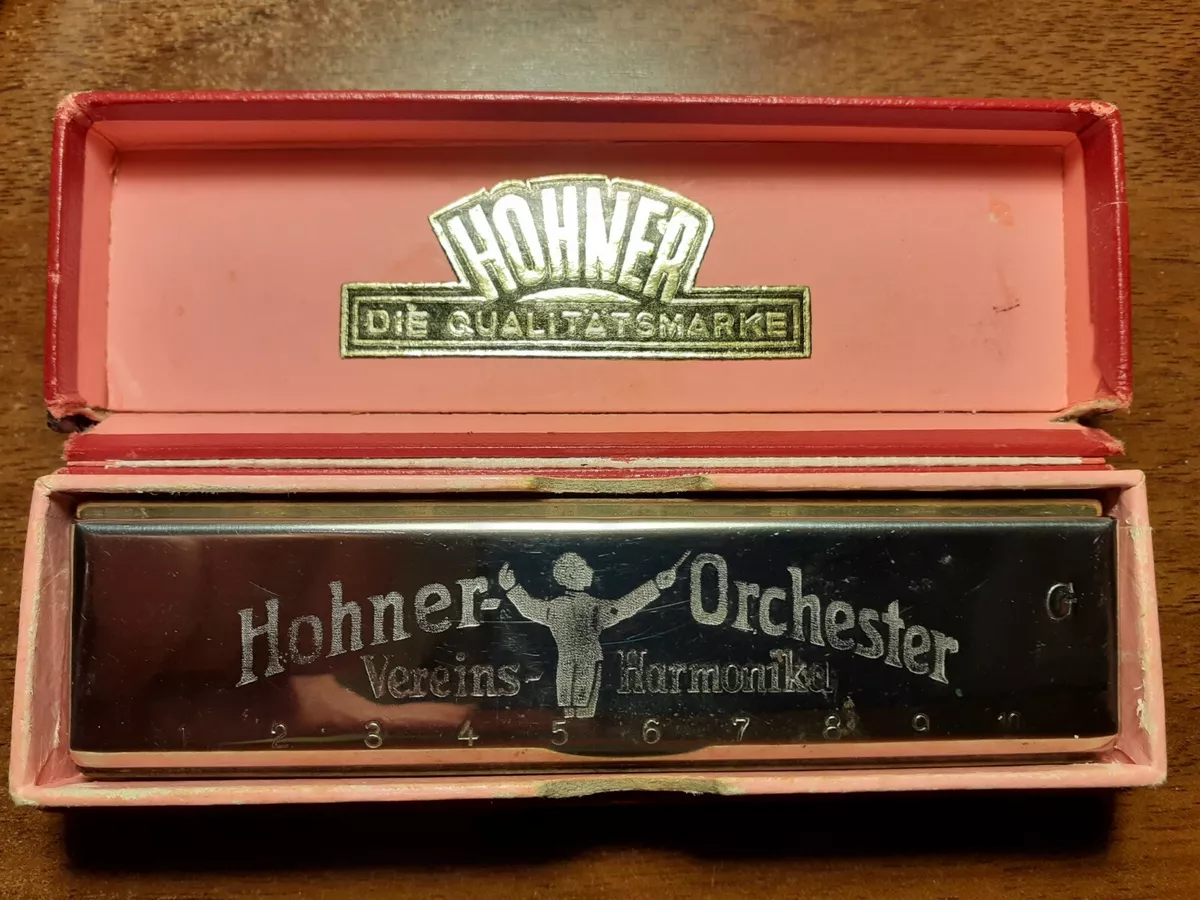 HOHNER
DIE QUALITÄTSMARKE
Hohner-Orchester
G
Vereins-Harmonika
1 2 3 4 5 6 7 8 9 10